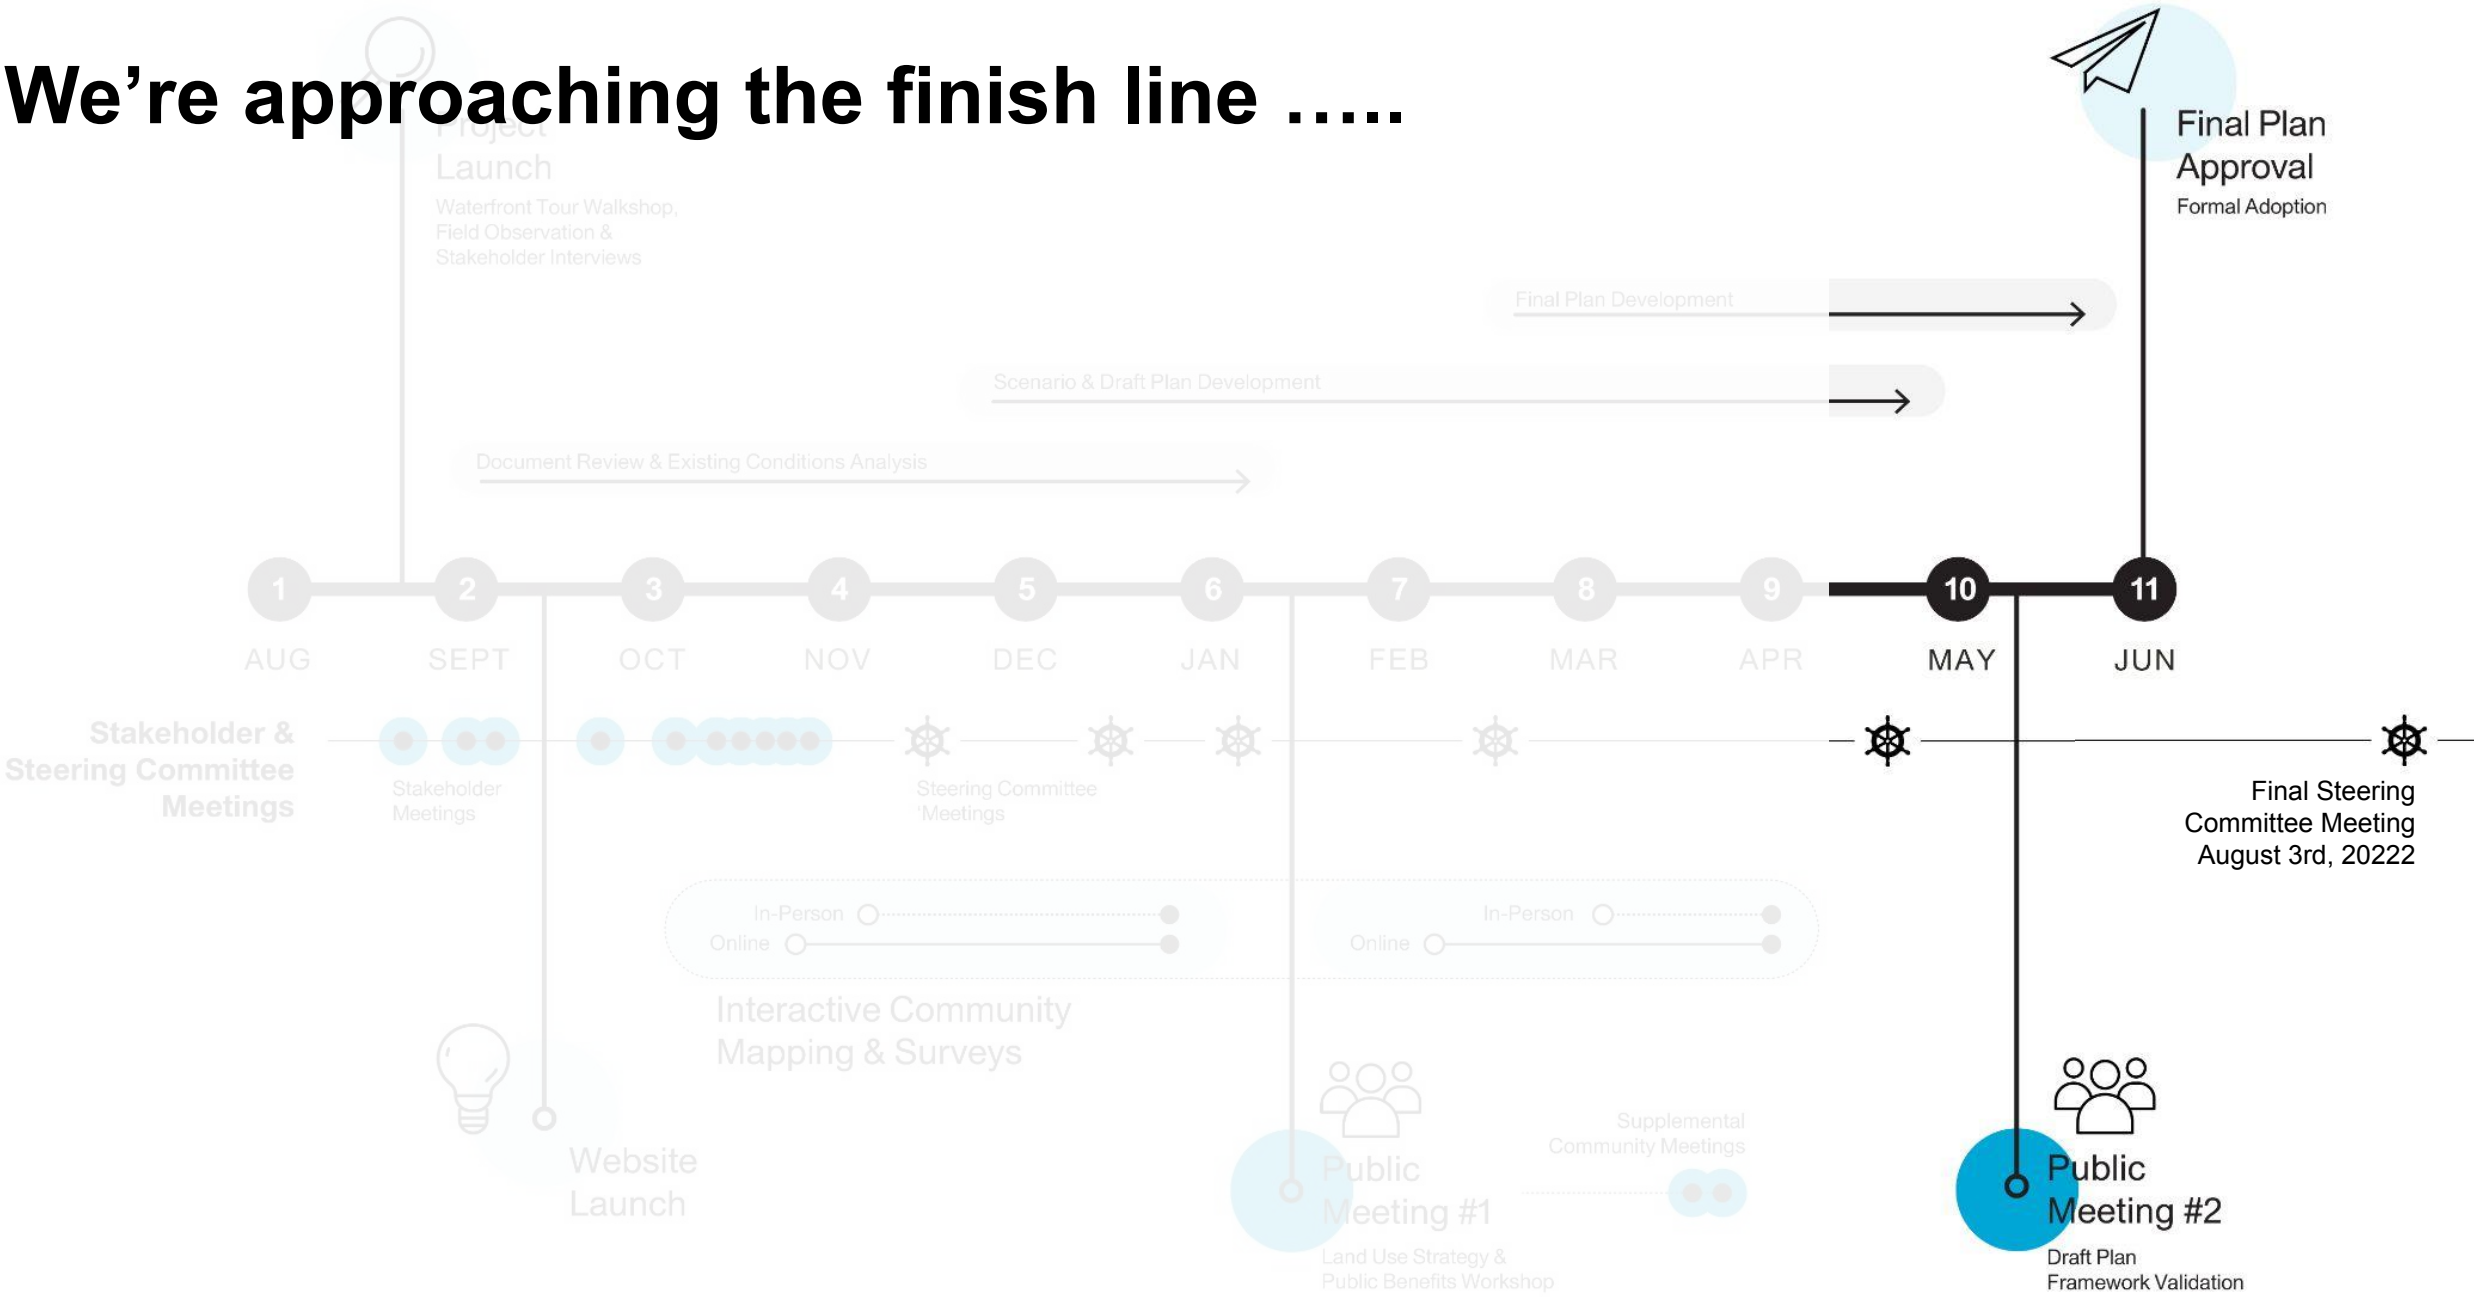 We’re approaching the finish line …..
Project
Launch
Waterfront Tour Walkshop,
Field Observation &
Stakeholder Interviews
Final Plan
Approval
Formal Adoption
Final Plan Development
Scenario & Draft Plan Development
Document Review & Existing Conditions Analysis
1 2 3 4 5 6 7 8 9 10 11
AUG SEPT OCT NOV DEC JAN FEB MAR APR MAY JUN
Stakeholder &
Steering Committee
Meetings
Stakeholder
Meetings
Steering Committee
‘Meetings
Final Steering
Committee Meeting
August 3rd, 20222
In-Person
Online
In-Person
Online
Interactive Community
Mapping & Surveys
Website
Launch
Public
Meeting #1
Land Use Strategy &
Public Benefits Workshop
Supplemental
Community Meetings
Public
Meeting #2
Draft Plan
Framework Validation